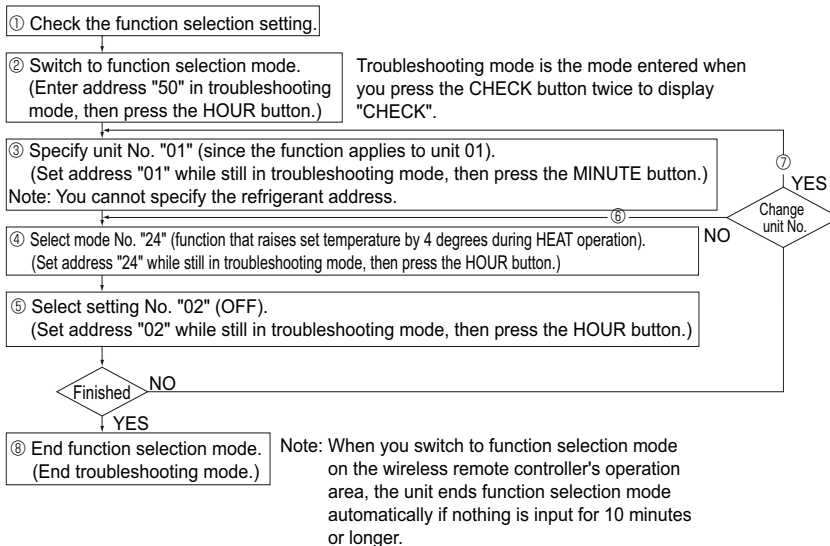 ① Check the function selection setting.
② Switch to function selection mode.
(Enter address "50" in troubleshooting
mode, then press the HOUR button.)
Troubleshooting mode is the mode entered when
you press the CHECK button twice to display
"CHECK".
③ Specify unit No. "01" (since the function applies to unit 01).
(Set address "01" while still in troubleshooting mode, then press the MINUTE button.)
Note: You cannot specify the refrigerant address.
⑦
YES
Change
unit No.
⑥
NO
④ Select mode No. "24" (function that raises set temperature by 4 degrees during HEAT operation).
(Set address "24" while still in troubleshooting mode, then press the HOUR button.)
⑤ Select setting No. "02" (OFF).
(Set address "02" while still in troubleshooting mode, then press the HOUR button.)
Finished
NO
YES
⑧ End function selection mode.
(End troubleshooting mode.)
Note: When you switch to function selection mode
on the wireless remote controller's operation
area, the unit ends function selection mode
automatically if nothing is input for 10 minutes
or longer.